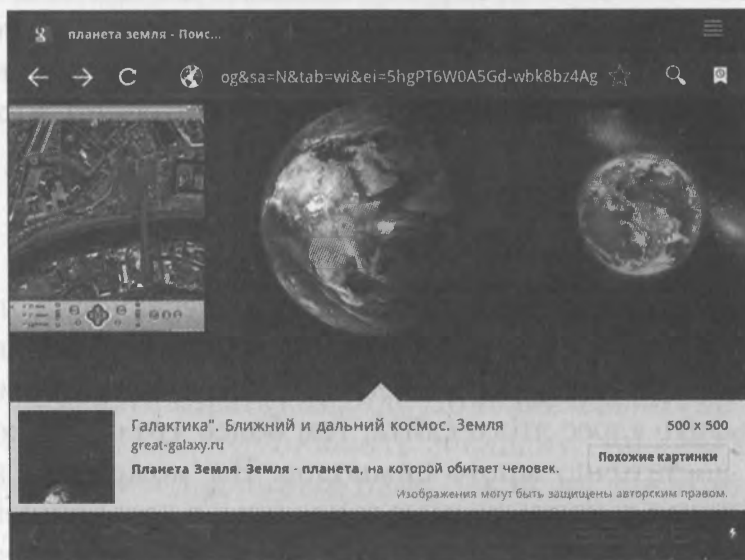 планета земля - Поис...
og&sa=N&tab=wi&ei=5hgPT6W0A5Gd-wbk8bz4Ag
Галактика". Ближний и дальний космос. Земля
500 x 500
great-galaxy.ru
Похожие картинки
Планета Земля. Земля - планета, на которой обитает человек.
Изображения могут быть защищены авторским правом.